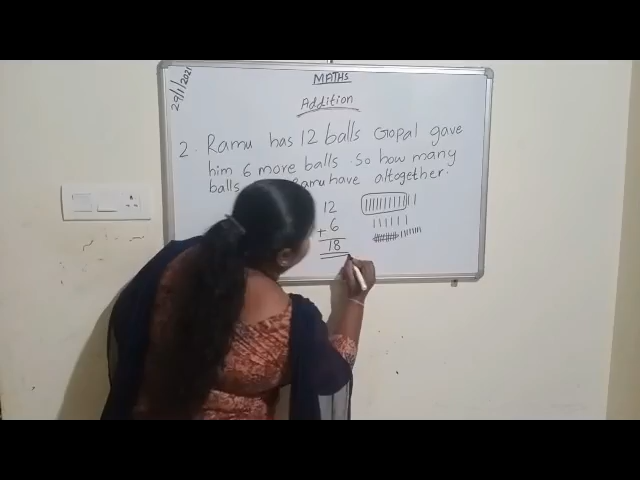 29/1/2021
MATHS
Addition
2. Ramu has 12 balls Gopal gave
him 6 more balls. So how many
balls Ramu have altogether.
12
+ 6
18